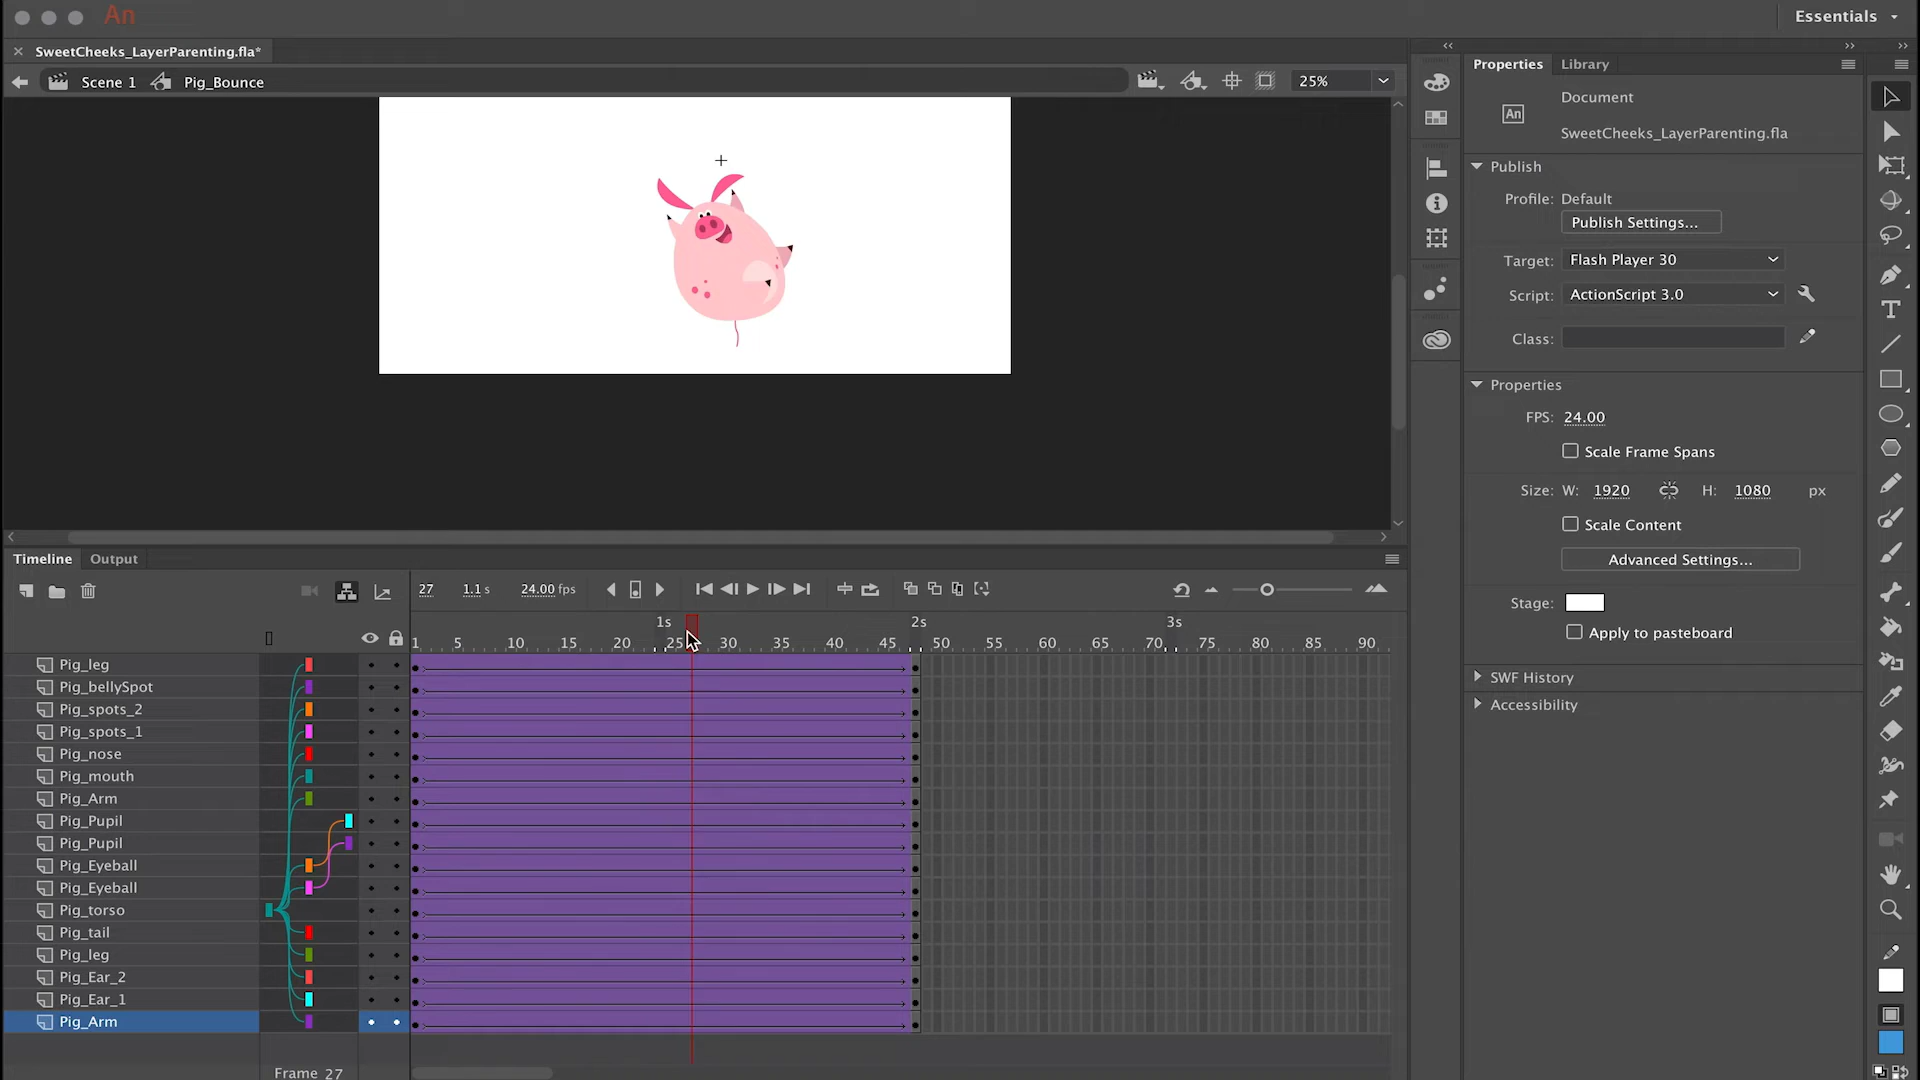 An
Essentials
SweetCheeks_LayerParenting.fla*
Scene 1 Pig_Bounce 25%
Properties Library
Document
An
SweetCheeks_LayerParenting.fla
Publish
Profile: Default
Publish Settings...
Target: Flash Player 30
Script: ActionScript 3.0
Class:
Properties
FPS: 24.00
Scale Frame Spans
Size: W: 1920 H: 1080 px
Scale Content
Advanced Settings...
Stage:
Apply to pasteboard
SWF History
Accessibility
T
Timeline Output
27 1.1 s 24.00 fps
1s 2s 3s
1 5 10 15 20 25 30 35 40 45 50 55 60 65 70 75 80 85 90
Pig_leg
Pig_bellySpot
Pig_spots_2
Pig_spots_1
Pig_nose
Pig_mouth
Pig_Arm
Pig_Pupil
Pig_Pupil
Pig_Eyeball
Pig_Eyeball
Pig_torso
Pig_tail
Pig_leg
Pig_Ear_2
Pig_Ear_1
Pig_Arm
Frame 27